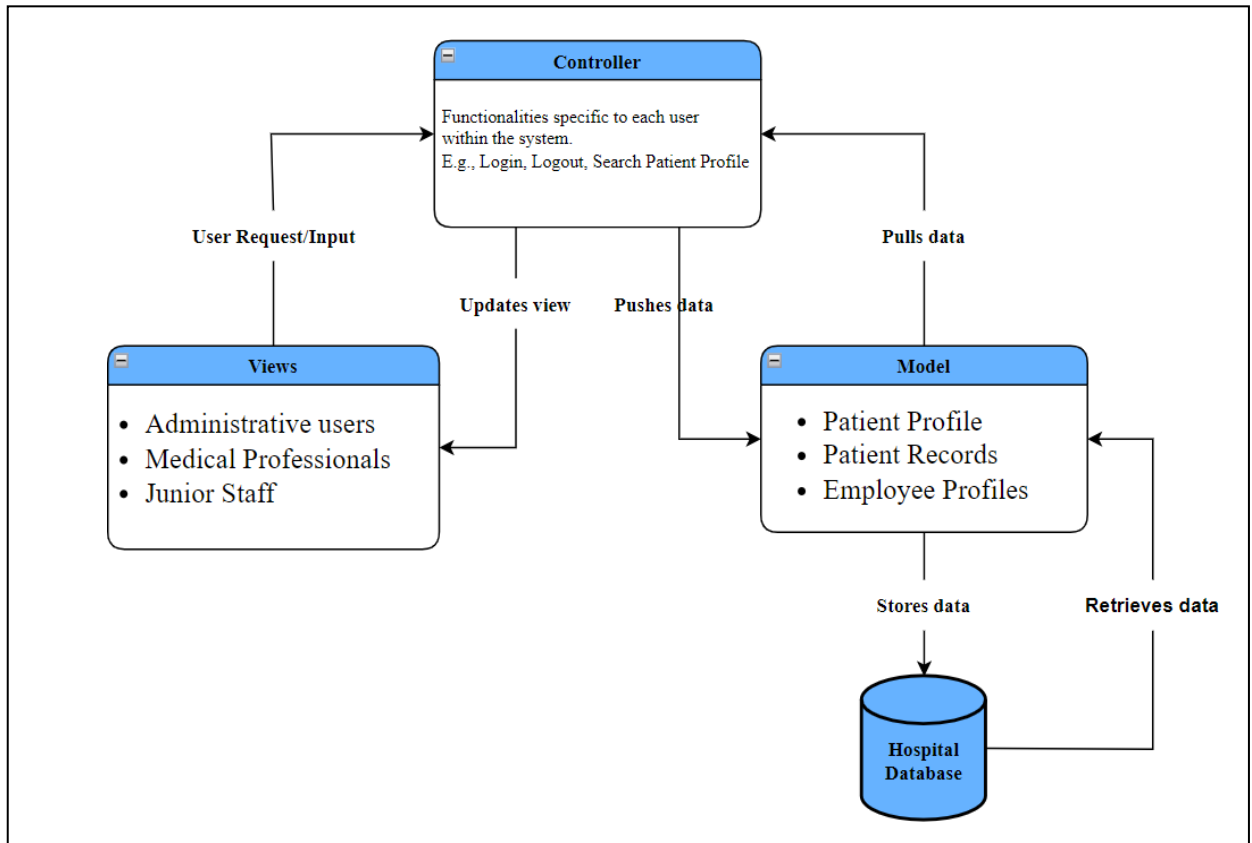 Controller
Functionalities specific to each user
within the system.
E.g., Login, Logout, Search Patient Profile
User Request/Input
Pulls data
Updates view
Pushes data
Views
• Administrative users
• Medical Professionals
• Junior Staff
Model
• Patient Profile
• Patient Records
• Employee Profiles
Stores data
Retrieves data
Hospital
Database